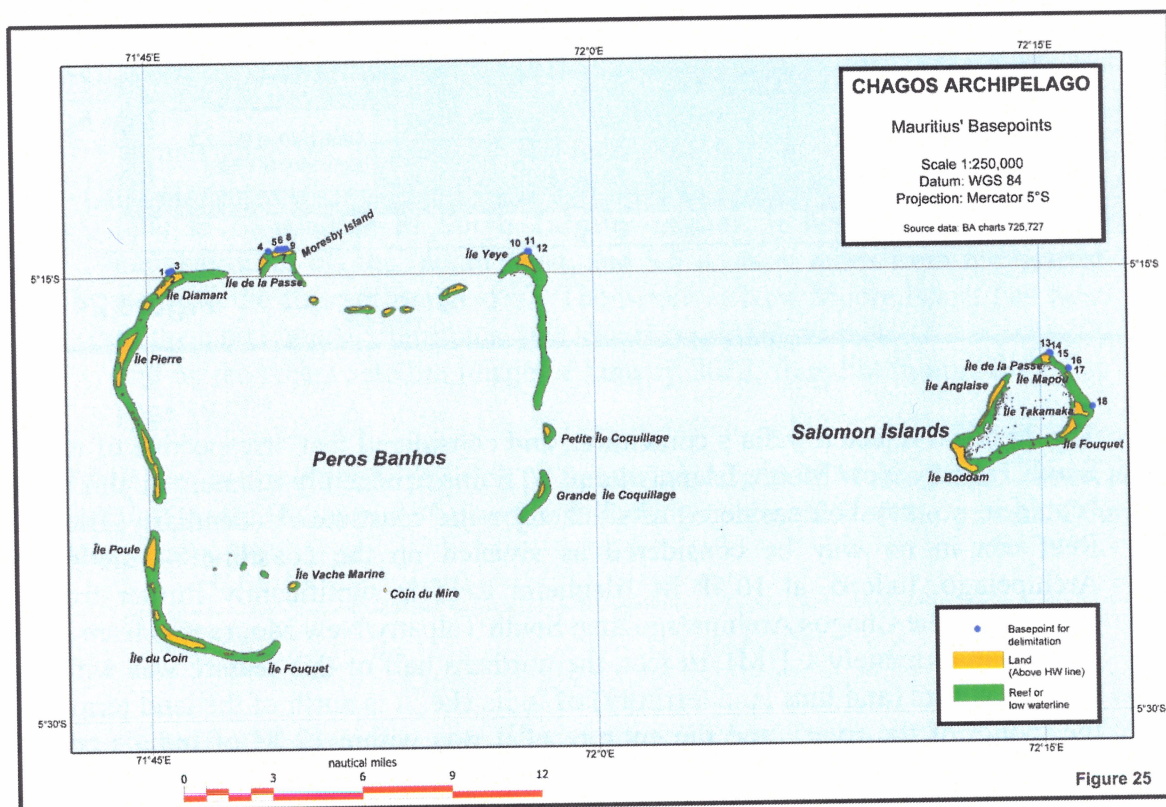 71°45'E
72°0'E
72°15'E
CHAGOS ARCHIPELAGO
Mauritius' Basepoints
Scale 1:250,000
Datum: WGS 84
Projection: Mercator 5°S
Source data: BA charts 725,727
4 5 6 8
9
Moresby Island
10 11
12
Île Yeye
1 3
Île de la Passe
5°15'S
5°15'S
Île Diamant
Île Pierre
13 14
15
16
17
Île de la Passe
Île Mapou
Île Anglaise
18
Île Takamaka
Salomon Islands
Île Fouquet
Île Boddam
Petite Île Coquillage
Peros Banhos
Grande Île Coquillage
Île Poule
Île Vache Marine
Coin du Mire
Île du Coin
Île Fouquet
Basepoint for
delimitation
Land
(Above HW line)
Reef or
low waterline
5°30'S
5°30'S
71°45'E
72°0'E
72°15'E
nautical miles
0 3 6 9 12
Figure 25